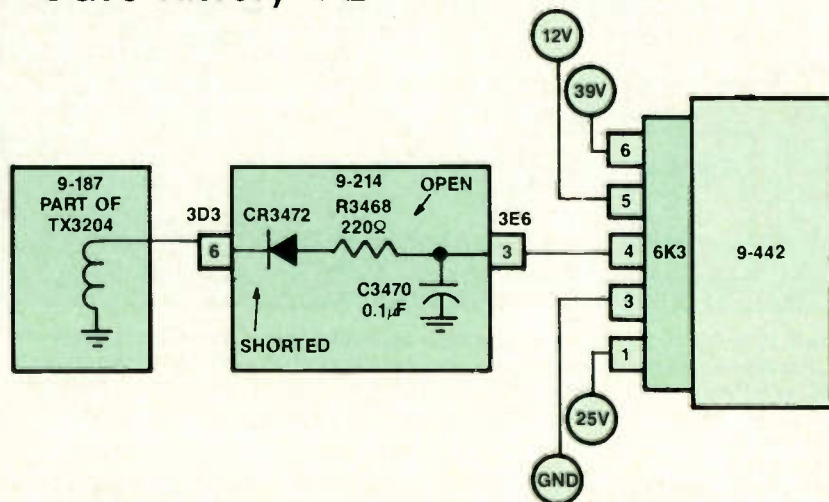 12V
39V
9-187
PART OF
TX3204
3D3
6
9-214
OPEN
CR3472
R3468
220Ω
C3470
0.1µF
SHORTED
3E6
3
6
5
4
3
1
6K3
9-442
25V
GND